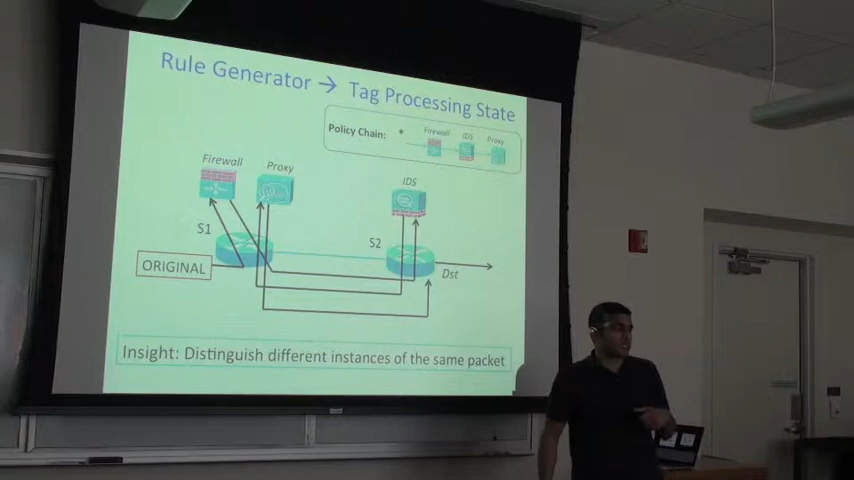 Rule Generator → Tag Processing State
Policy Chain: * Firewall IDS Proxy
Firewall Proxy IDS
S1 S2
ORIGINAL Dst
Insight: Distinguish different instances of the same packet